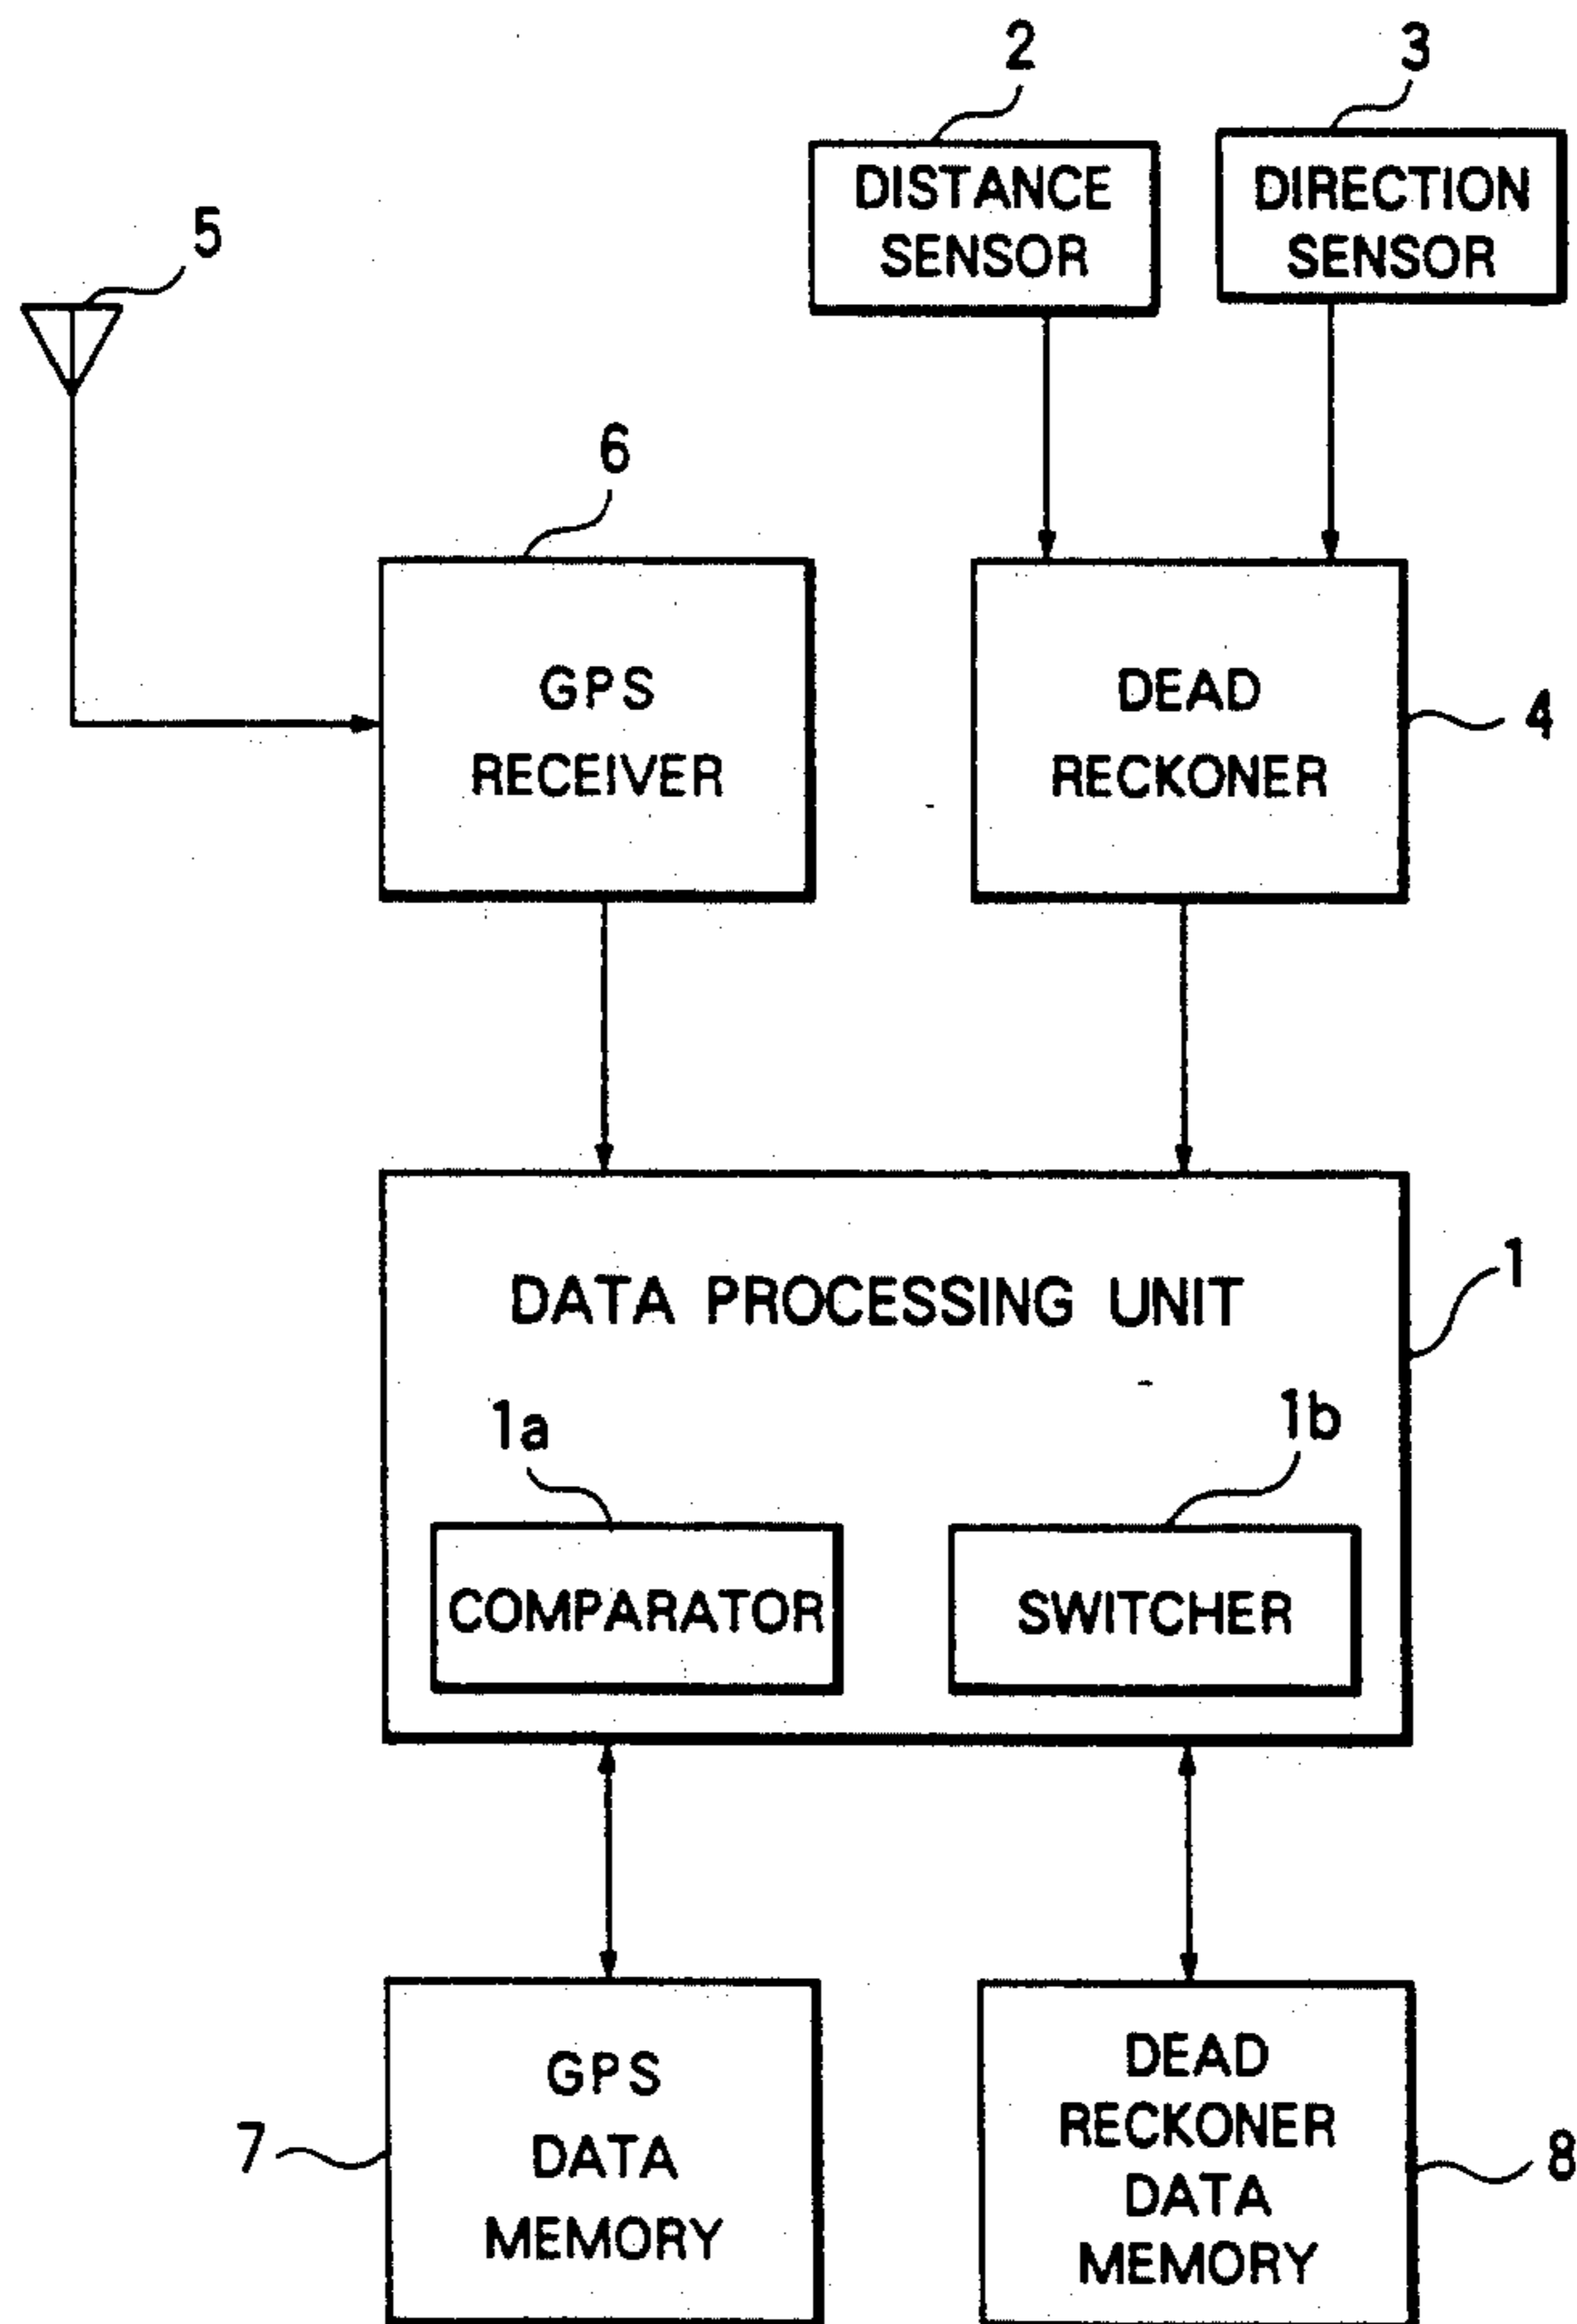 2
3
DISTANCE
SENSOR
DIRECTION
SENSOR
5
6
GPS
RECEIVER
DEAD
RECKONER
4
DATA PROCESSING UNIT
1
1a
1b
COMPARATOR
SWITCHER
GPS
DATA
MEMORY
7
DEAD
RECKONER
DATA
MEMORY
8